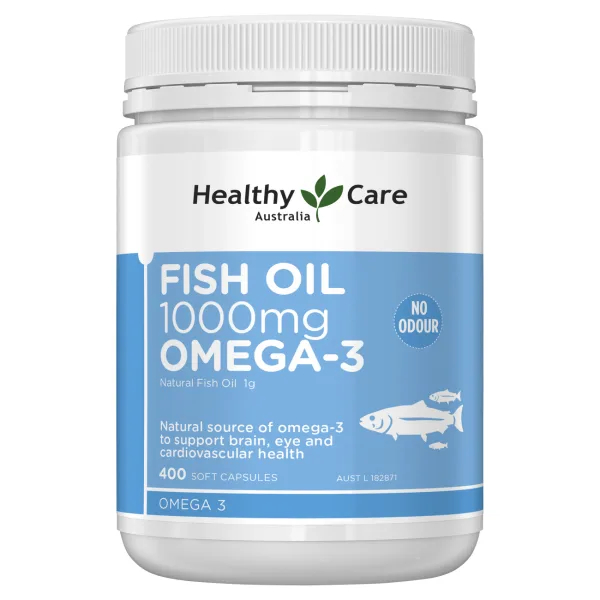 Healthy Care
Australia
FISH OIL
1000mg
OMEGA-3
Natural Fish Oil 1g
NO
ODOUR
Natural source of omega-3
to support brain, eye and
cardiovascular health
400 SOFT CAPSULES
AUST L 182871
OMEGA 3